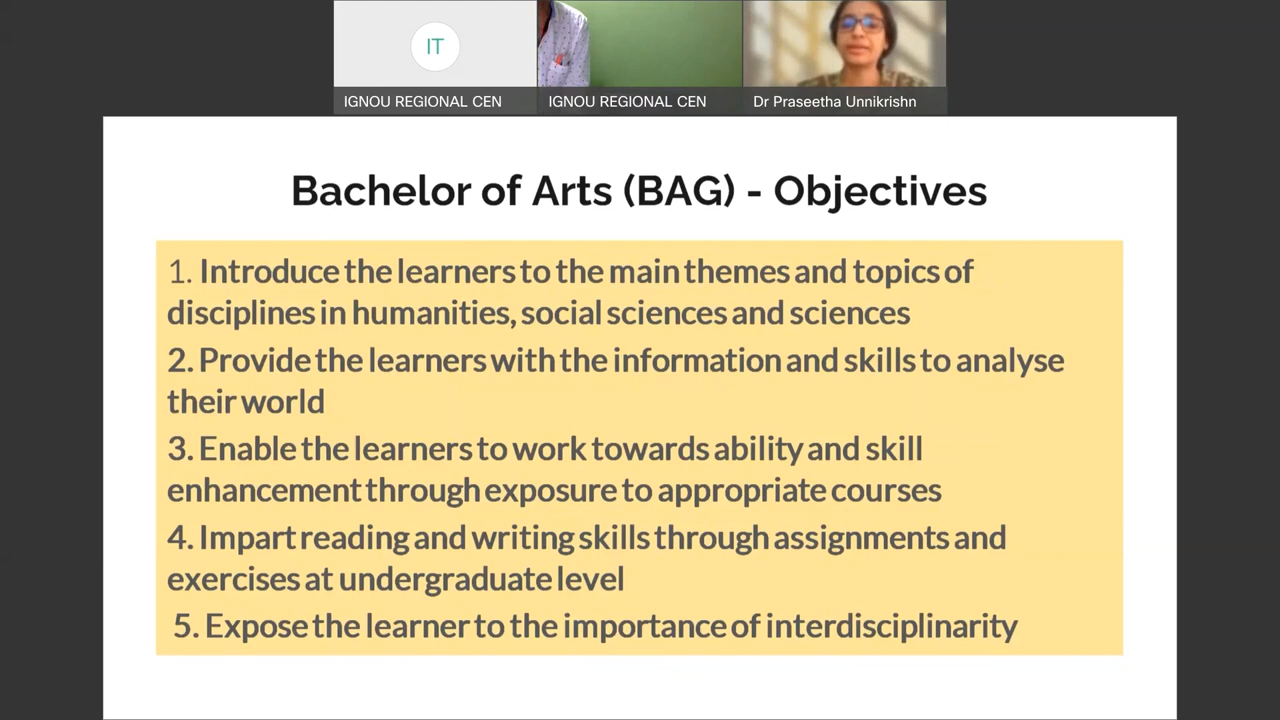 IT
IGNOU REGIONAL CEN
IGNOU REGIONAL CEN
Dr Praseetha Unnikrishn
Bachelor of Arts (BAG) - Objectives
1. Introduce the learners to the main themes and topics of
disciplines in humanities, social sciences and sciences
2. Provide the learners with the information and skills to analyse
their world
3. Enable the learners to work towards ability and skill
enhancement through exposure to appropriate courses
4. Impart reading and writing skills through assignments and
exercises at undergraduate level
5. Expose the learner to the importance of interdisciplinarity